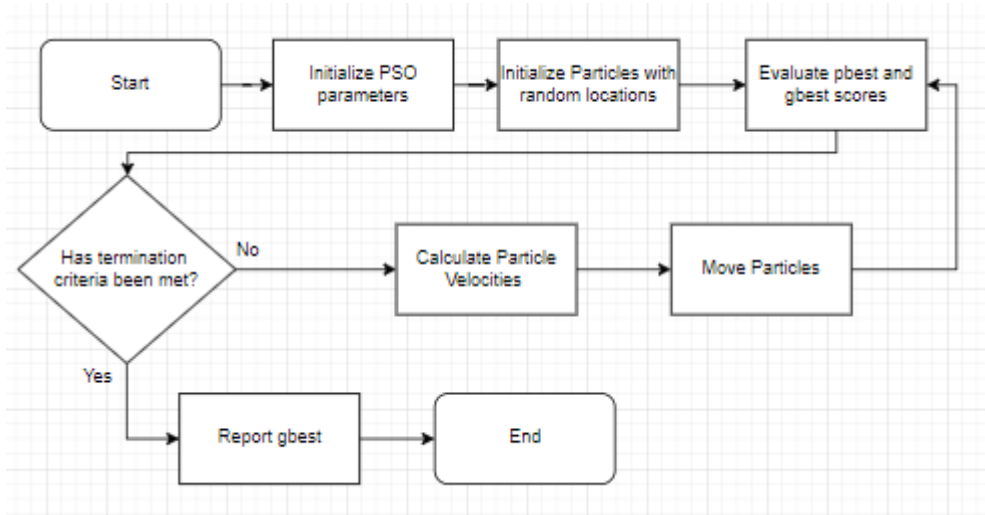 Start
Initialize PSO
parameters
Initialize Particles with
random locations
Evaluate pbest and
gbest scores
Has termination
criteria been met?
No
Calculate Particle
Velocities
Move Particles
Yes
Report gbest
End